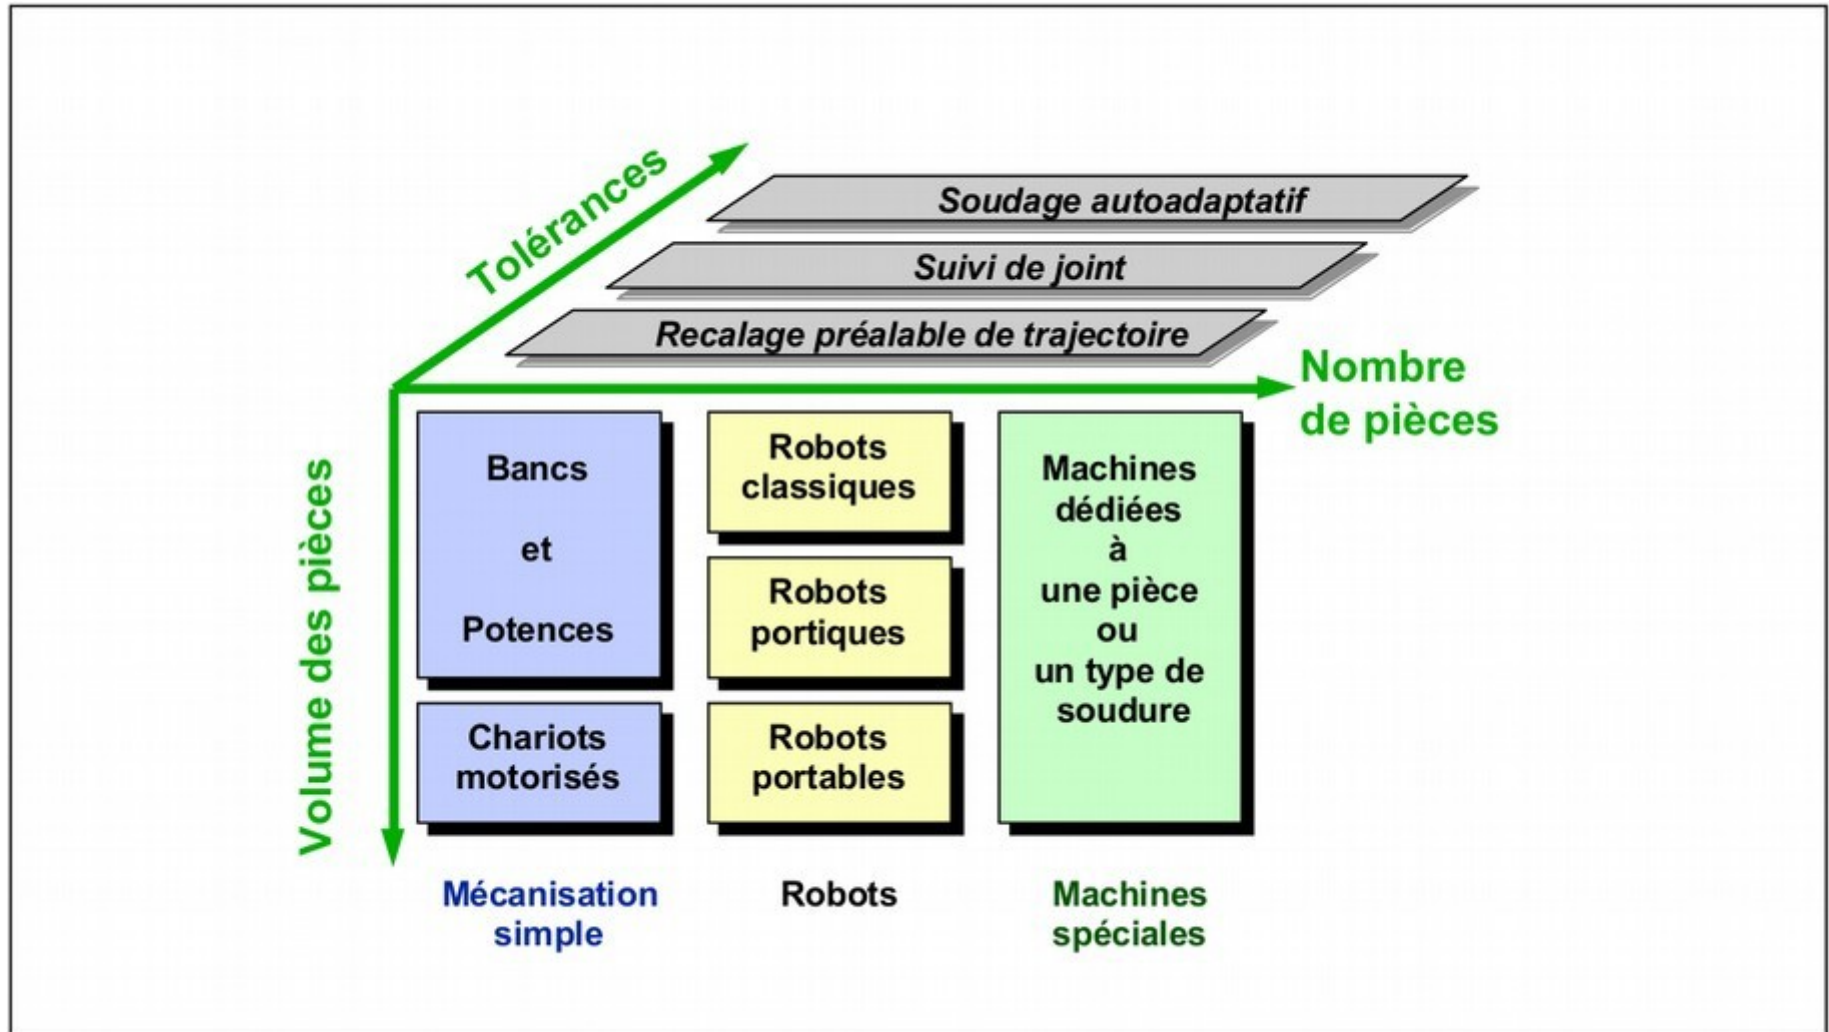 Tolérances
Soudage autoadaptatif
Suivi de joint
Recalage préalable de trajectoire
Nombre
de pièces
Volume des pièces
Bancs
et
Potences
Chariots
motorisés
Robots
classiques
Robots
portiques
Robots
portables
Machines
dédiées
à
une pièce
ou
un type de
soudure
Mécanisation
simple
Robots
Machines
spéciales